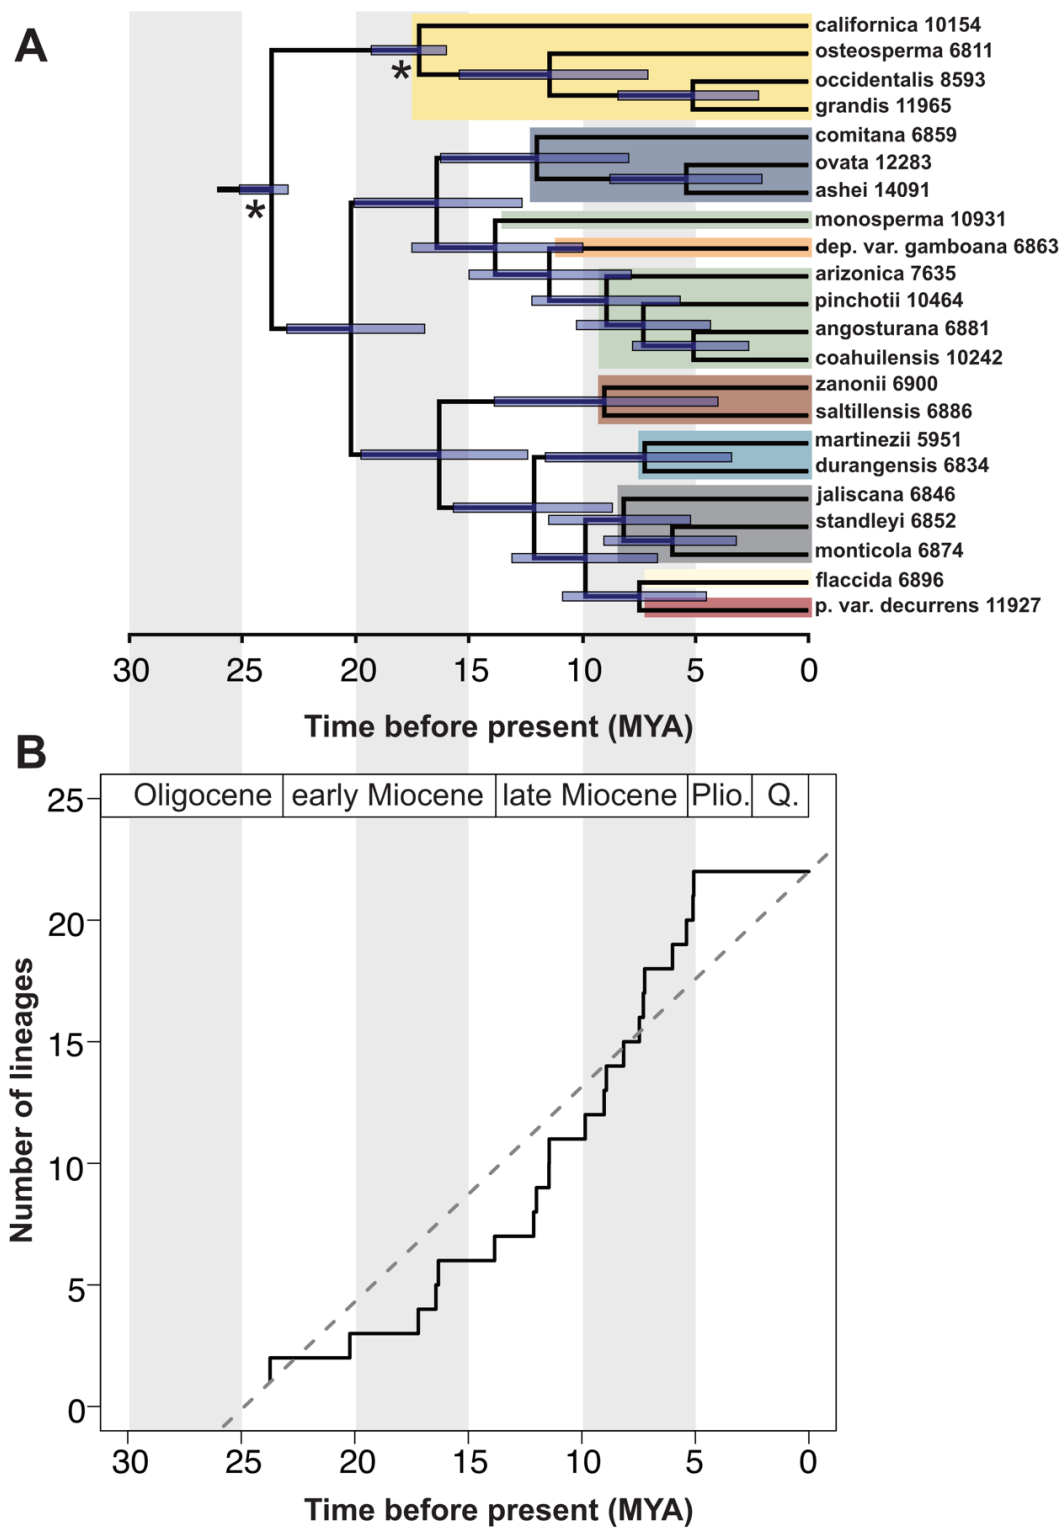 A
*
*
californica 10154
osteosperma 6811
occidentalis 8593
grandis 11965
comitana 6859
ovata 12283
ashei 14091
monosperma 10931
dep. var. gamboana 6863
arizonica 7635
pinchotii 10464
angosturana 6881
coahuilensis 10242
zanonii 6900
saltillensis 6886
martinezii 5951
durangensis 6834
jaliscana 6846
standleyi 6852
monticola 6874
flaccida 6896
p. var. decurrens 11927
30 25 20 15 10 5 0
Time before present (MYA)
B
Oligocene early Miocene late Miocene Plio. Q.
25
20
15
10
5
0
Number of lineages
30 25 20 15 10 5 0
Time before present (MYA)